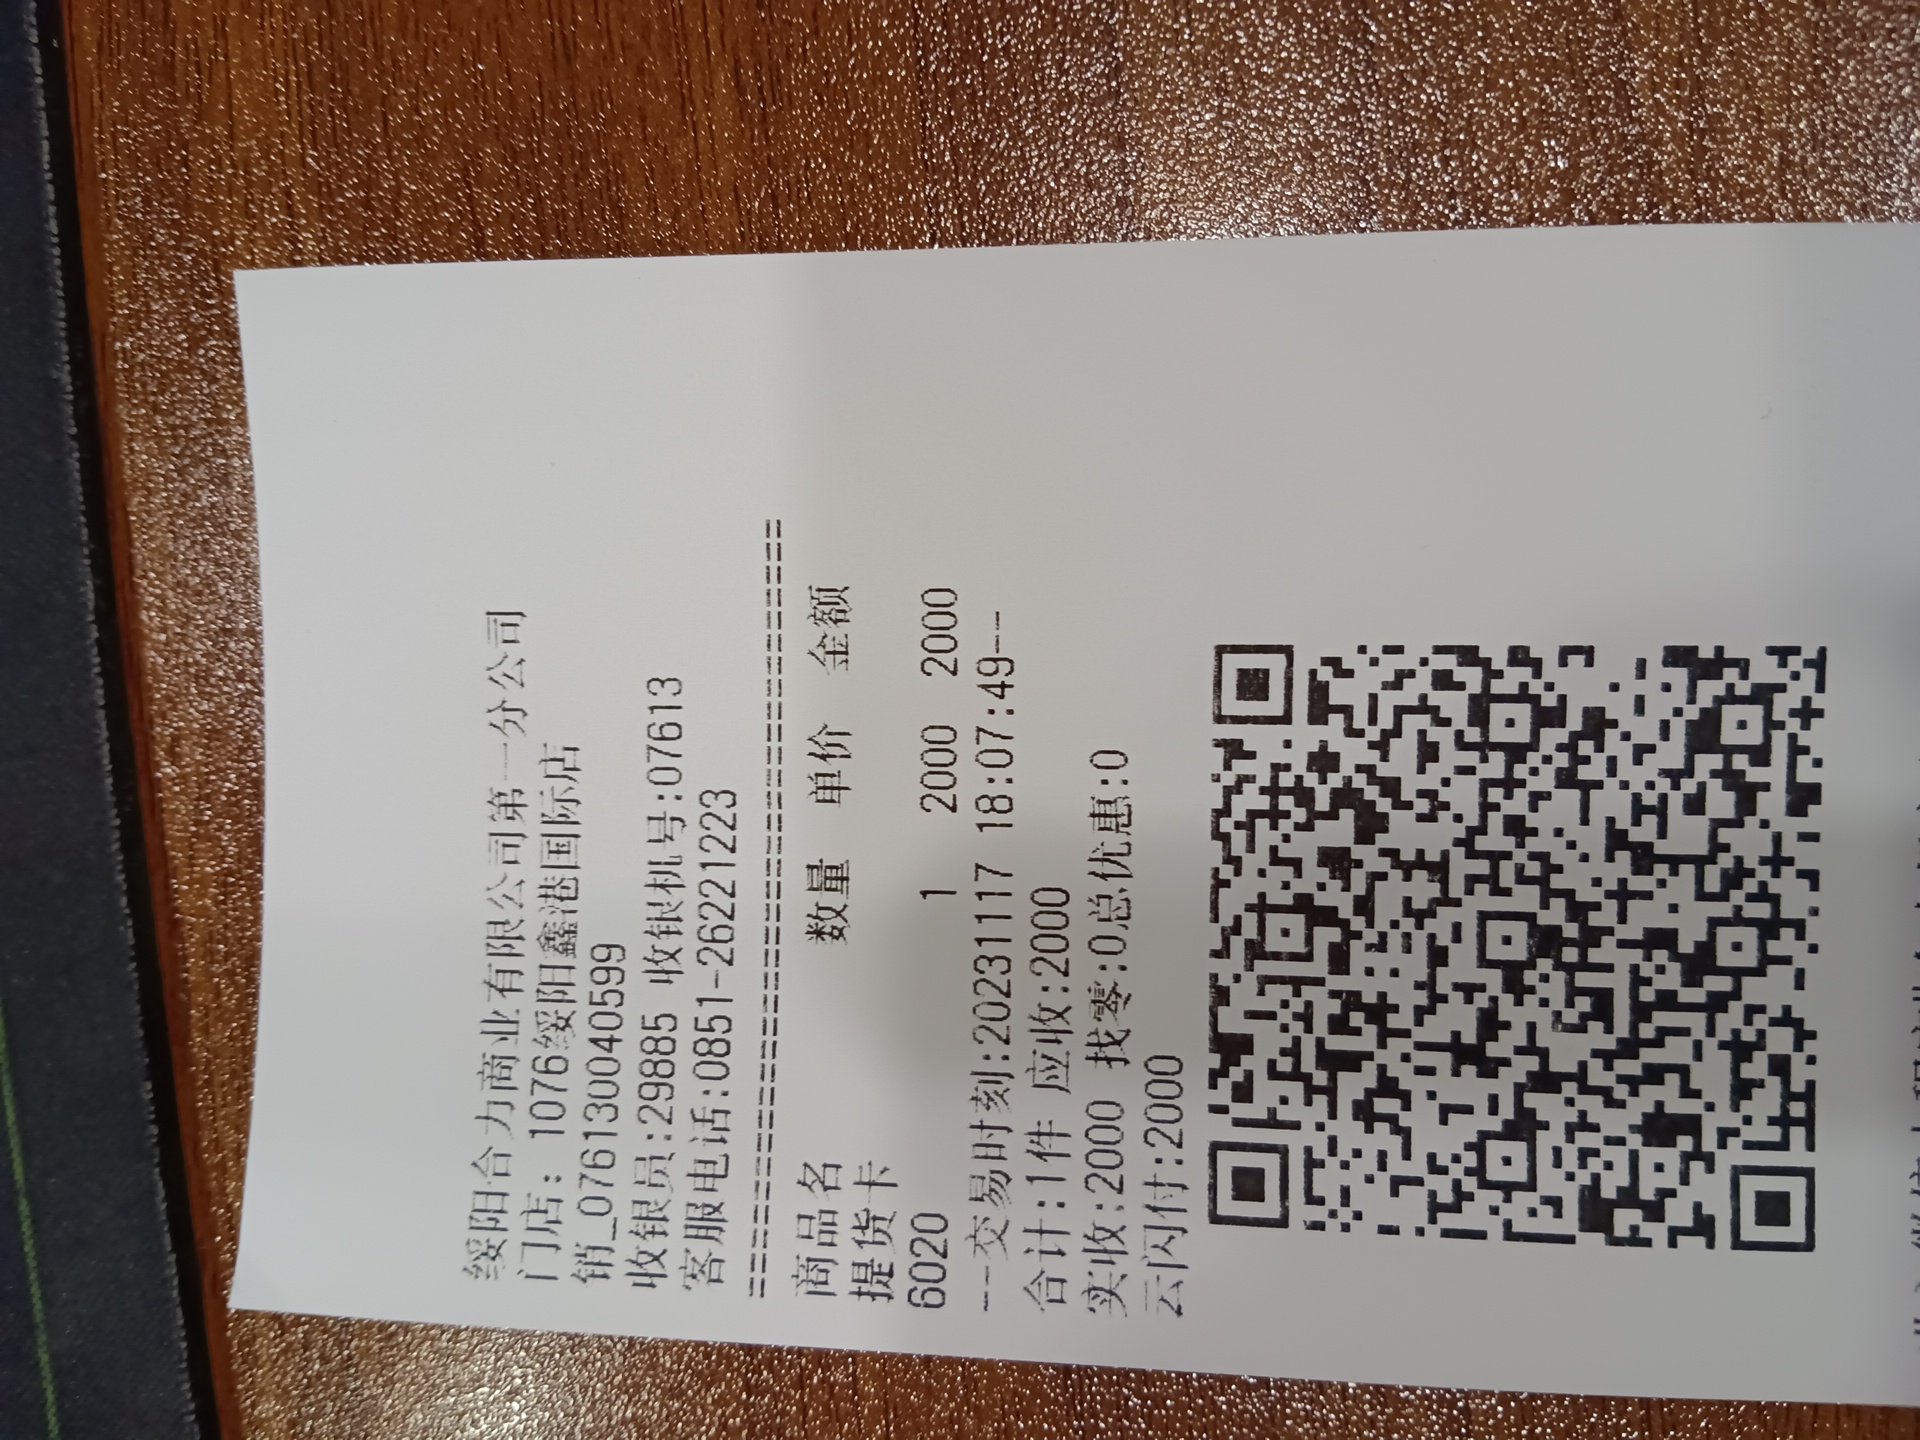 绥阳合力商业有限公司第一分公司
门店: 1076绥阳鑫港国际店
销_076130040599
收银员:29885 收银机号:07613
客服电话:0851-26221223
========================================
商品名 数量 单价 金额
提货卡
6020 1 2000 2000
--交易时刻:20231117 18:07:49--
合计:1件 应收:2000
实收:2000 找零:0总优惠:0
云闪付:2000